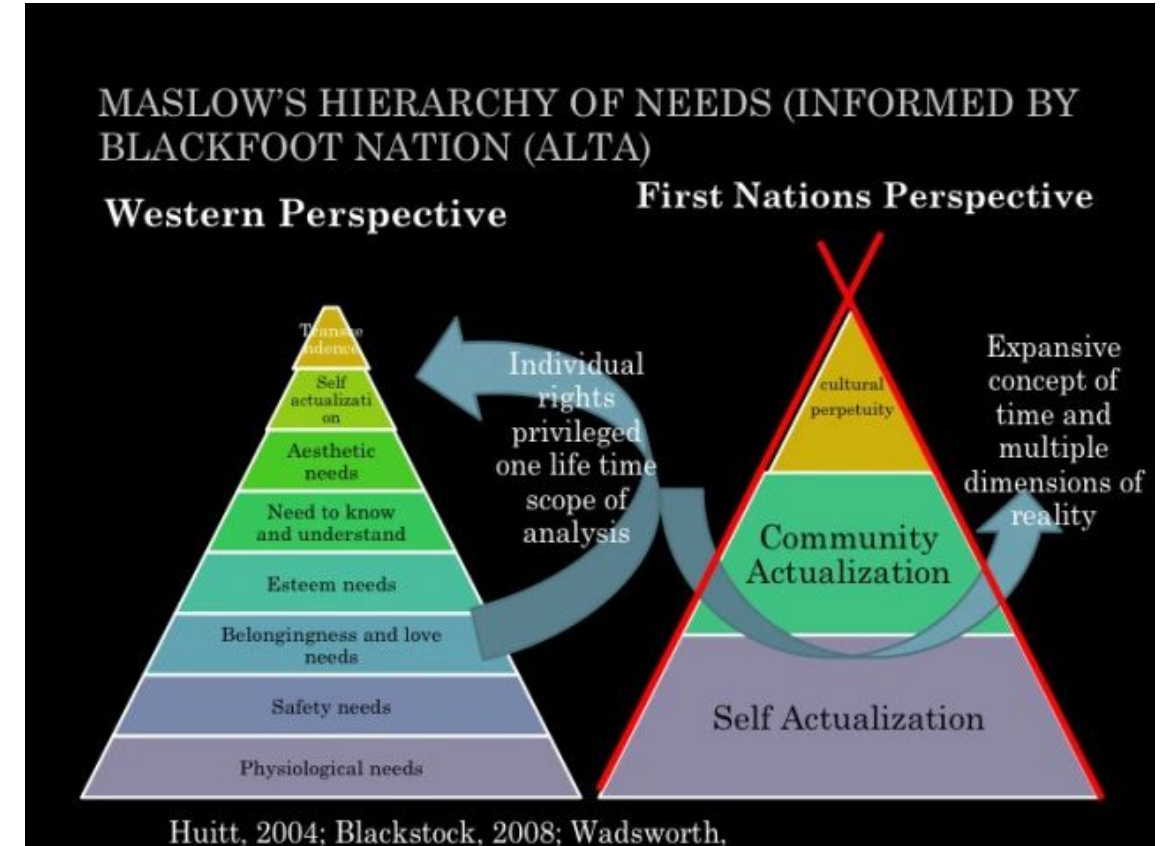 MASLOW'S HIERARCHY OF NEEDS (INFORMED BY
BLACKFOOT NATION (ALTA)
Western Perspective
First Nations Perspective
Transce
ndence
Self
actualizati
on
Aesthetic
needs
Need to know
and understand
Esteem needs
Belongingness and love
needs
Safety needs
Physiological needs
Individual
rights
privileged
one life time
scope of
analysis
cultural
perpetuity
Community
Actualization
Self Actualization
Expansive
concept of
time and
multiple
dimensions of
reality
Huitt, 2004; Blackstock, 2008; Wadsworth,